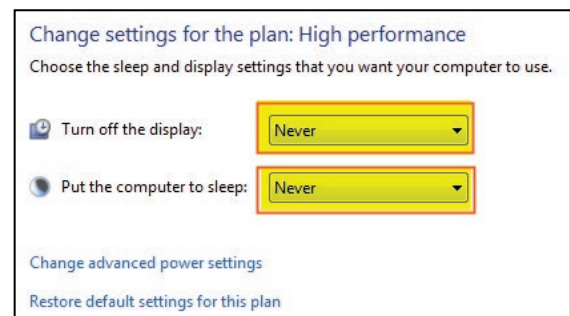 Change settings for the plan: High performance
Choose the sleep and display settings that you want your computer to use.
Turn off the display: Never
Put the computer to sleep: Never
Change advanced power settings
Restore default settings for this plan